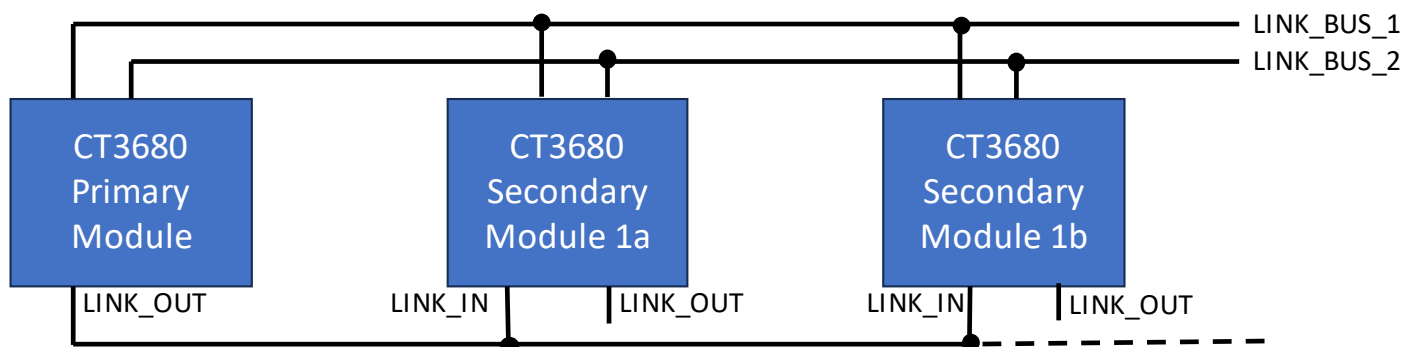 LINK_BUS_1
LINK_BUS_2
CT3680
Primary
Module
CT3680
Secondary
Module 1a
CT3680
Secondary
Module 1b
LINK_OUT
LINK_IN
LINK_OUT
LINK_IN
LINK_OUT